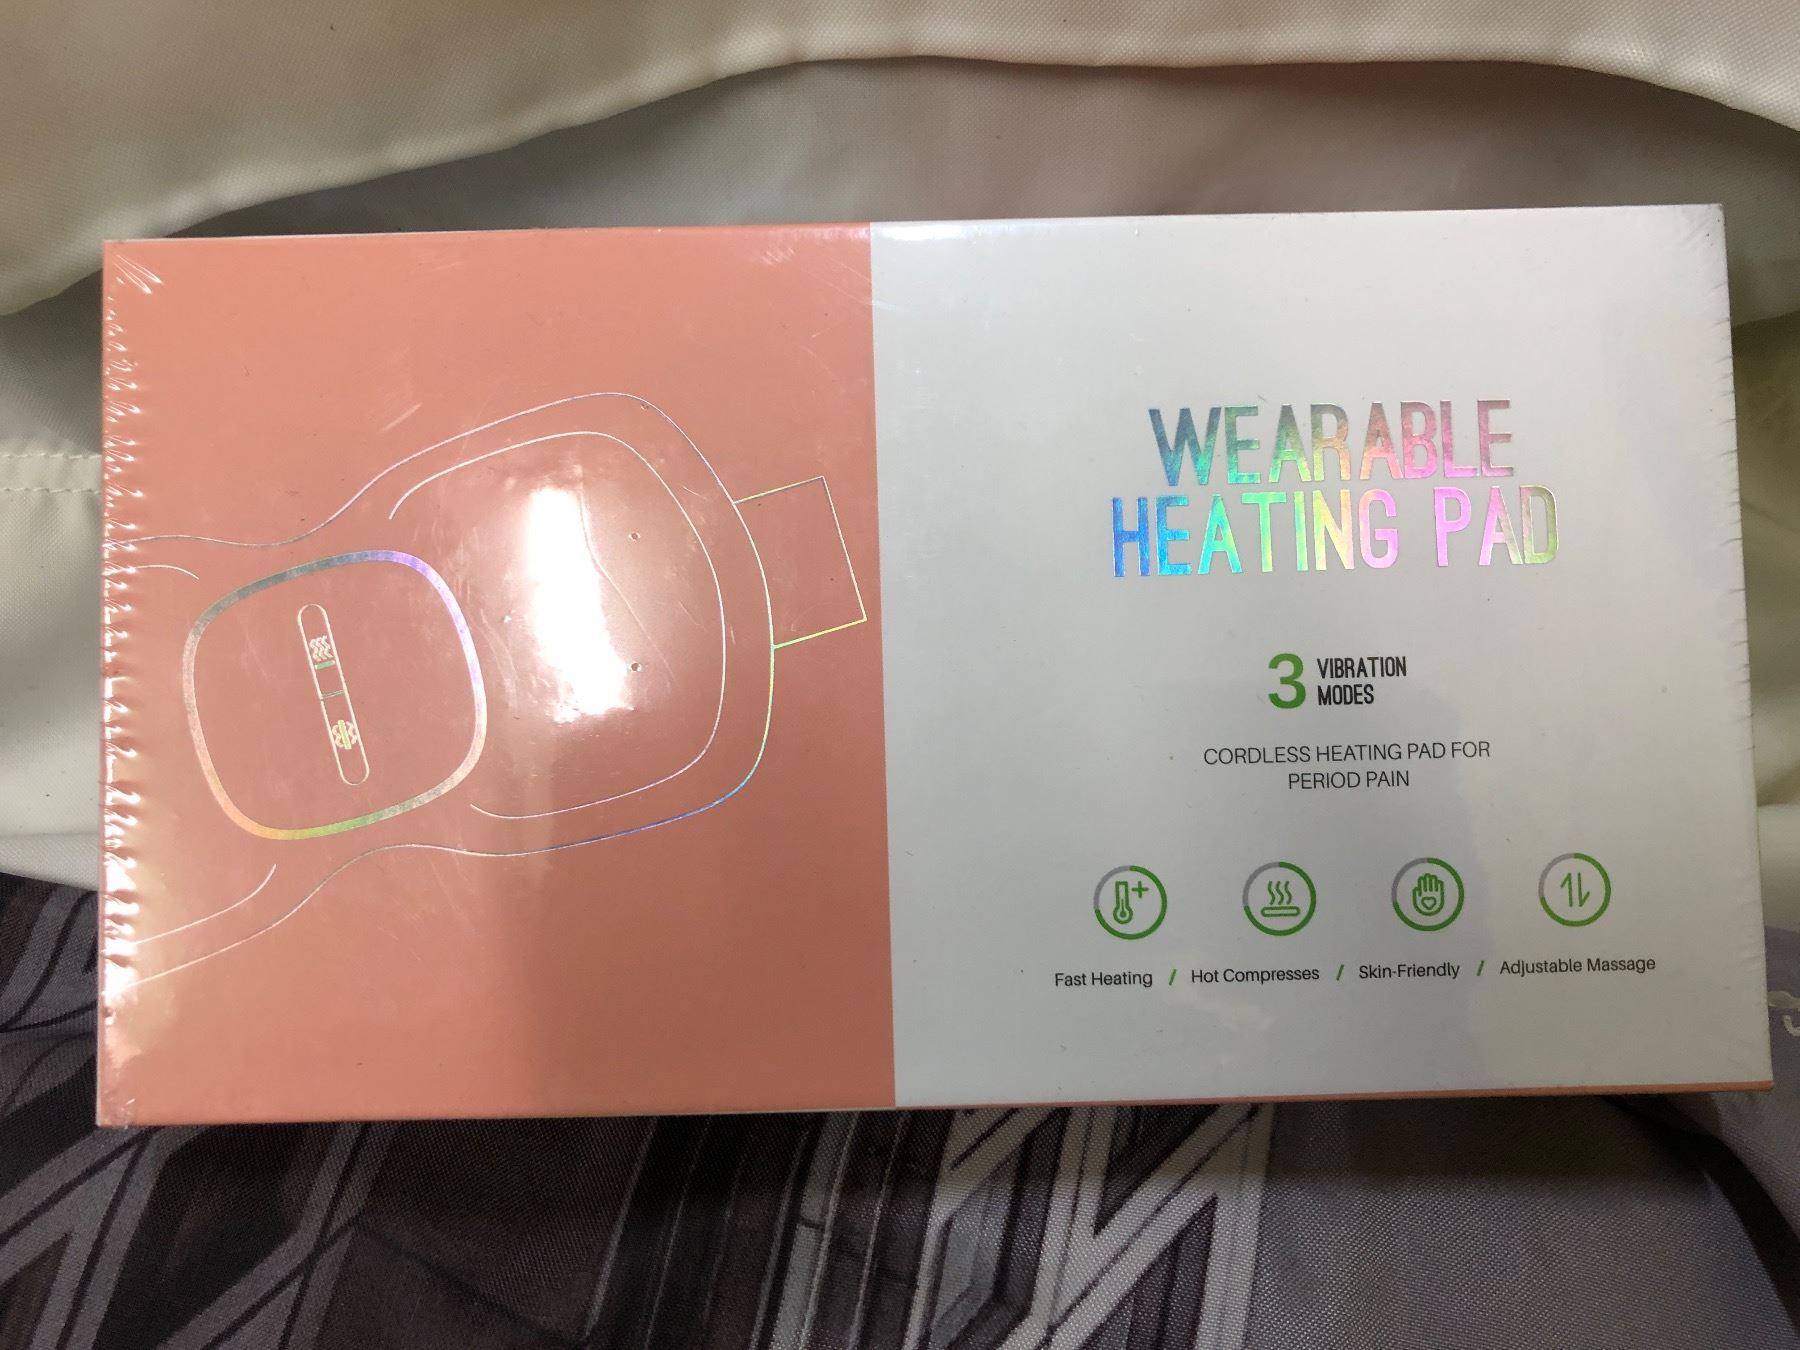 WEARABLE
HEATING PAD
3 VIBRATION
MODES
CORDLESS HEATING PAD FOR
PERIOD PAIN
Fast Heating / Hot Compresses / Skin-Friendly / Adjustable Massage